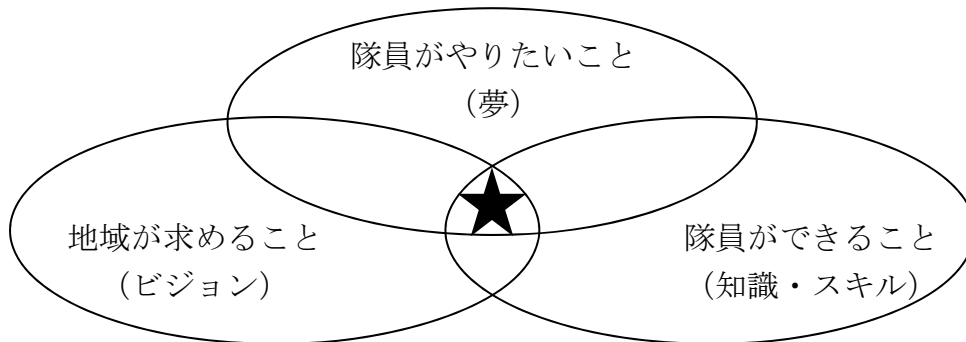 隊員がやりたいこと
（夢）
地域が求めること
（ビジョン）
隊員ができること
（知識・スキル）